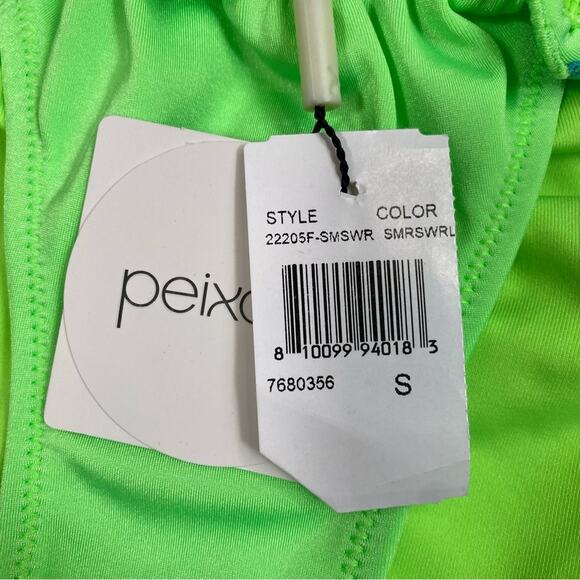 peixo
STYLE COLOR
22205F-SMSWR SMRSWRL
8 10099 94018 3
7680356 S